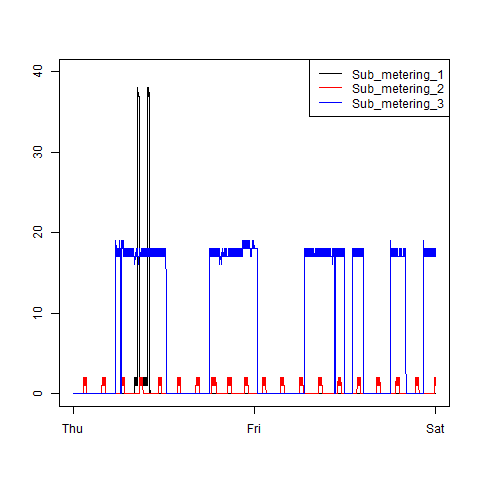 40
30
20
10
0
Sub_metering_1
Sub_metering_2
Sub_metering_3
Thu
Fri
Sat